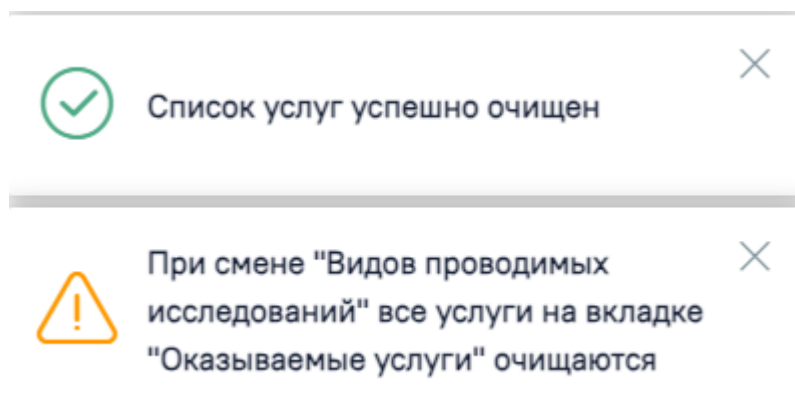 Список услуг успешно очищен
При смене "Видов проводимых
исследований" все услуги на вкладке
"Оказываемые услуги" очищаются